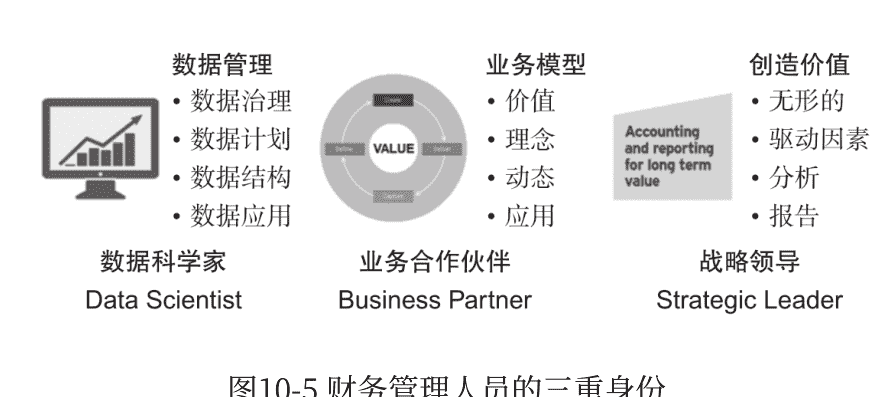 数据管理
• 数据治理
• 数据计划
• 数据结构
• 数据应用
数据科学家
Data Scientist
VALUE
业务模型
• 价值
• 理念
• 动态
• 应用
业务合作伙伴
Business Partner
Accounting
and reporting
for long term
value
创造价值
• 无形的
• 驱动因素
• 分析
• 报告
战略领导
Strategic Leader
图10-5 财务管理人员的三重身份